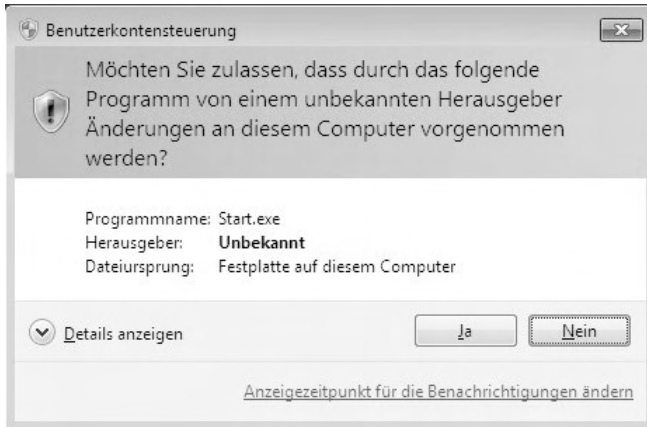 Benutzerkontensteuerung
Möchten Sie zulassen, dass durch das folgende
Programm von einem unbekannten Herausgeber
Änderungen an diesem Computer vorgenommen
werden?
Programmname: Start.exe
Herausgeber: Unbekannt
Dateiursprung: Festplatte auf diesem Computer
Details anzeigen Ja Nein
Anzeigezeitpunkt für die Benachrichtigungen ändern